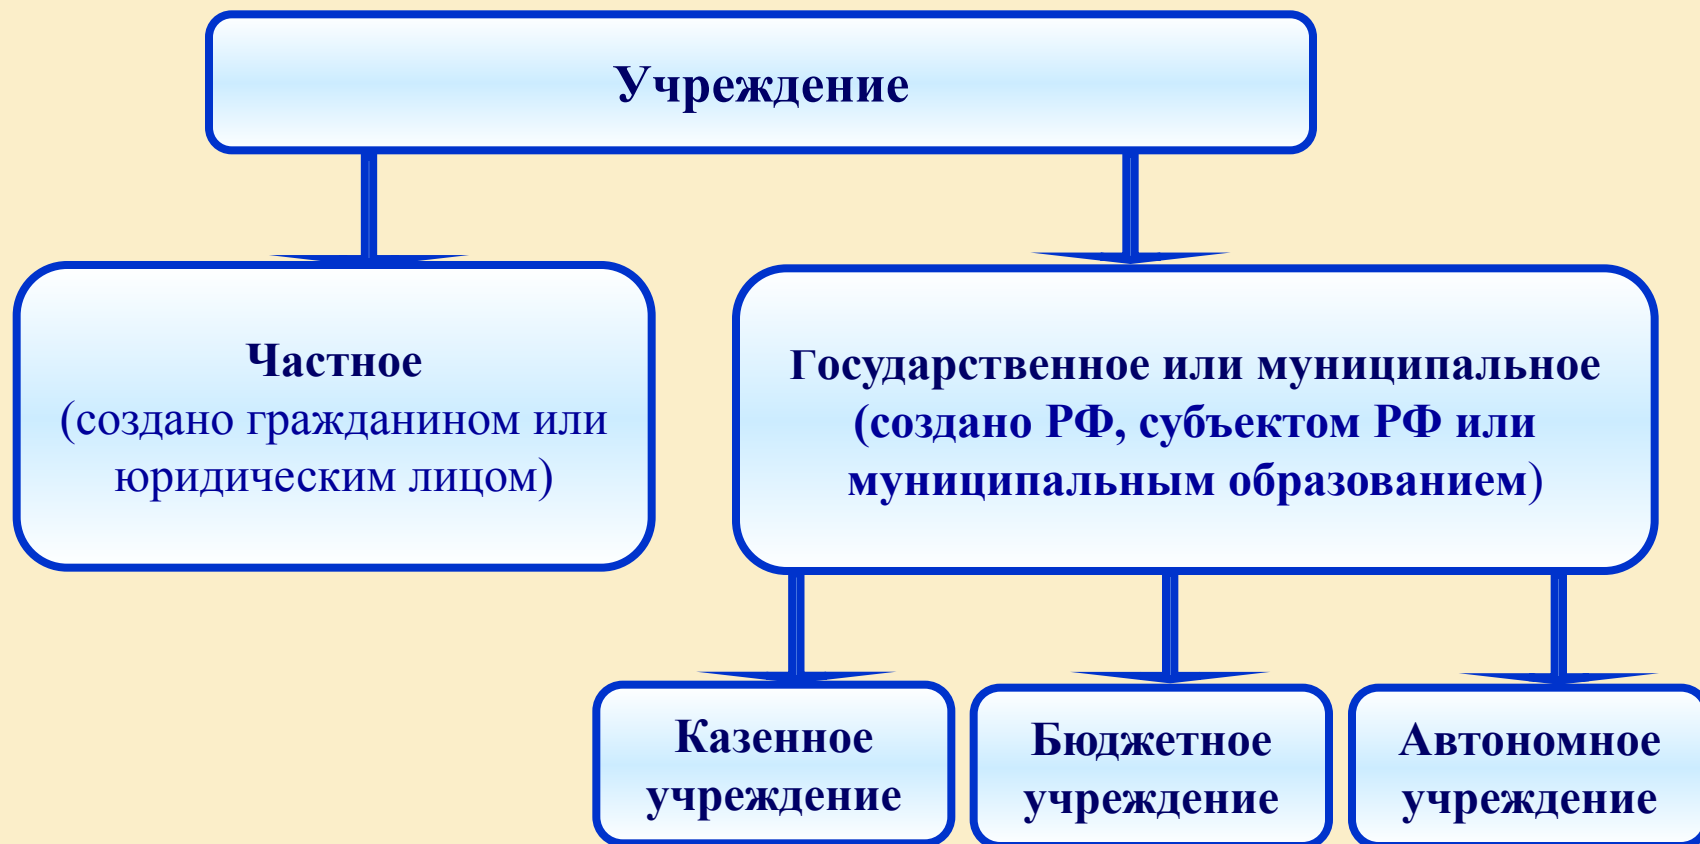 Учреждение
Частное
(создано гражданином или
юридическим лицом)
Государственное или муниципальное
(создано РФ, субъектом РФ или
муниципальным образованием)
Казенное
учреждение
Бюджетное
учреждение
Автономное
учреждение